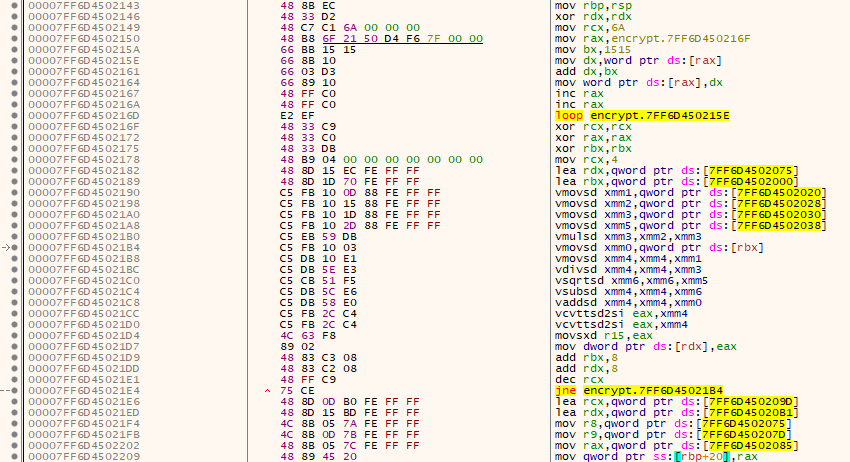 00007FF6D4502143 48 8B EC mov rbp,rsp
00007FF6D4502146 48 33 D2 xor rdx,rdx
00007FF6D4502149 48 C7 C1 6A 00 00 00 mov rcx,6A
00007FF6D4502150 48 B8 6F 21 50 D4 F6 7F 00 00 mov rax,encrypt.7FF6D450216F
00007FF6D450215A 66 BB 15 15 mov bx,1515
00007FF6D450215E 66 8B 10 mov dx,word ptr ds:[rax]
00007FF6D4502161 66 03 D3 add dx,bx
00007FF6D4502164 66 89 10 mov word ptr ds:[rax],dx
00007FF6D4502167 48 FF C0 inc rax
00007FF6D450216A 48 FF C0 inc rax
00007FF6D450216D E2 EF loop encrypt.7FF6D450215E
00007FF6D450216F 48 33 C9 xor rcx,rcx
00007FF6D4502172 48 33 C0 xor rax,rax
00007FF6D4502175 48 33 DB xor rbx,rbx
00007FF6D4502178 48 B9 04 00 00 00 00 00 00 00 mov rcx,4
00007FF6D4502182 48 8D 15 EC FE FF FF lea rdx,qword ptr ds:[7FF6D4502075]
00007FF6D4502189 48 8D 1D 70 FE FF FF lea rbx,qword ptr ds:[7FF6D4502000]
00007FF6D4502190 C5 FB 10 0D 88 FE FF FF vmovsd xmm1,qword ptr ds:[7FF6D4502020]
00007FF6D4502198 C5 FB 10 15 88 FE FF FF vmovsd xmm2,qword ptr ds:[7FF6D4502028]
00007FF6D45021A0 C5 FB 10 1D 88 FE FF FF vmovsd xmm3,qword ptr ds:[7FF6D4502030]
00007FF6D45021A8 C5 FB 10 2D 88 FE FF FF vmovsd xmm5,qword ptr ds:[7FF6D4502038]
00007FF6D45021B0 C5 EB 59 DB vmulsd xmm3,xmm2,xmm3
00007FF6D45021B4 C5 FB 10 03 vmovsd xmm0,qword ptr ds:[rbx]
00007FF6D45021B8 C5 DB 10 E1 vmovsd xmm4,xmm4,xmm1
00007FF6D45021BC C5 DB 5E E3 vdivsd xmm4,xmm4,xmm3
00007FF6D45021C0 C5 CB 51 F5 vsqrtsd xmm6,xmm6,xmm5
00007FF6D45021C4 C5 DB 5C E6 vsubsd xmm4,xmm4,xmm6
00007FF6D45021C8 C5 DB 58 E0 vaddsd xmm4,xmm4,xmm0
00007FF6D45021CC C5 FB 2C C4 vcvttsd2si eax,xmm4
00007FF6D45021D0 C5 FB 2C C4 vcvttsd2si eax,xmm4
00007FF6D45021D4 4C 63 F8 movsxd r15,eax
00007FF6D45021D7 89 02 mov dword ptr ds:[rdx],eax
00007FF6D45021D9 48 83 C3 08 add rbx,8
00007FF6D45021DD 48 83 C2 08 add rdx,8
00007FF6D45021E1 48 FF C9 dec rcx
00007FF6D45021E4 75 CE jne encrypt.7FF6D45021B4
00007FF6D45021E6 48 8D 0D B0 FE FF FF lea rcx,qword ptr ds:[7FF6D450209D]
00007FF6D45021ED 48 8D 15 BD FE FF FF lea rdx,qword ptr ds:[7FF6D45020B1]
00007FF6D45021F4 4C 8B 05 7A FE FF FF mov r8,qword ptr ds:[7FF6D4502075]
00007FF6D45021FB 4C 8B 0D 7B FE FF FF mov r9,qword ptr ds:[7FF6D450207D]
00007FF6D4502202 48 8B 05 7C FE FF FF mov rax,qword ptr ds:[7FF6D4502085]
00007FF6D4502209 48 89 45 20 mov qword ptr ss:[rbp+20],rax